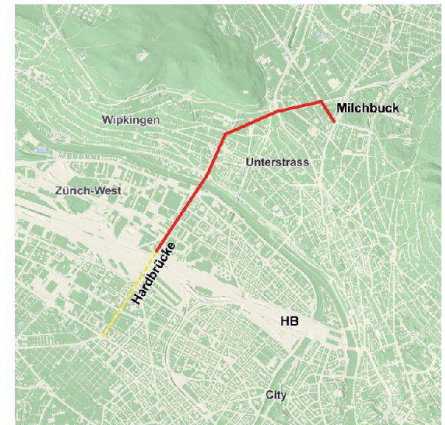 Milchbuck
Wipkingen
Unterstrass
Zürich-West
Hardbrücke
HB
City